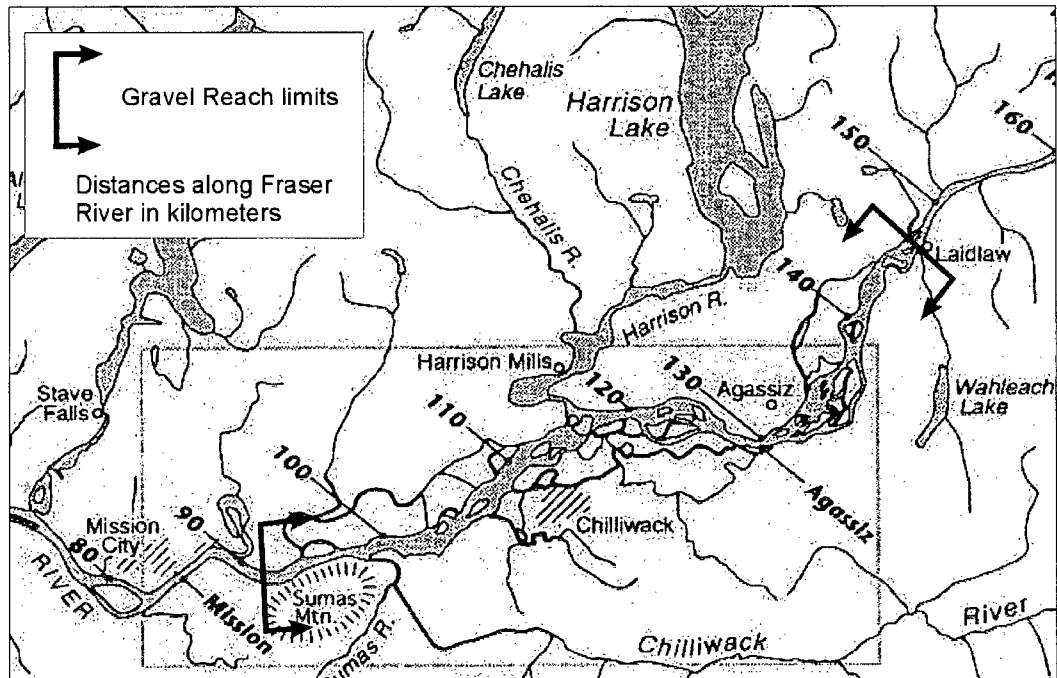 Gravel Reach limits
Distances along Fraser
River in kilometers
Chehalis
Lake
Harrison
Lake
160
150
Chehalis R.
Laidlaw
140
Harrison R.
Harrison Mills
120
130
Agassiz
Wahleach
Lake
Stave
Falls
110
100
Agassiz
Chilliwack
Mission
City
90
80
RIVER
Mission
Sumas
Mtn.
Sumas R.
Chilliwack
River